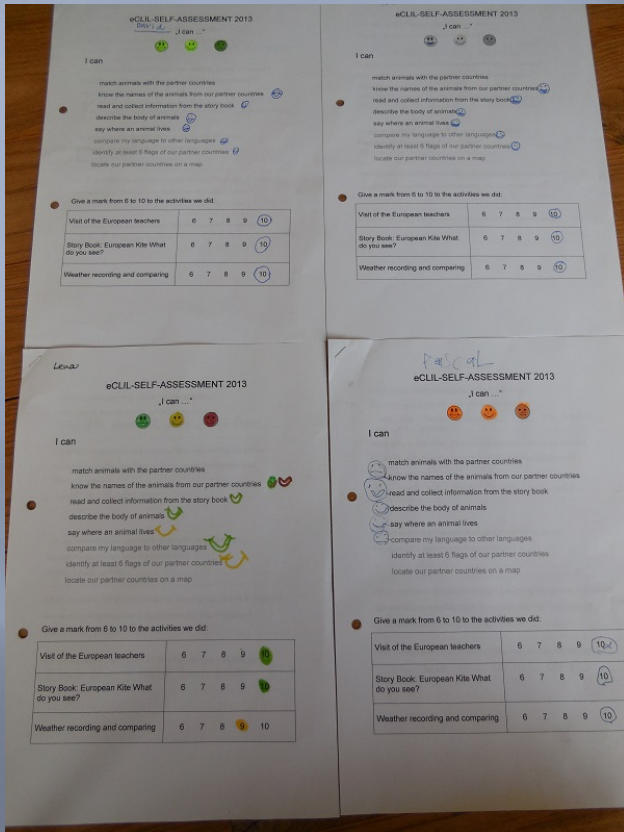 eCLIL-SELF-ASSESSMENT 2013
David
„I can ..."
I can
match animals with the partner countries
know the names of the animals from our partner countries
read and collect information from the story book
describe the body of animals
say where an animal lives
compare my language to other languages
identify at least 6 flags of our partner countries
locate our partner countries on a map
Give a mark from 6 to 10 to the activities we did:
Visit of the European teachers 6 7 8 9 10
Story Book: European Kite What
do you see? 6 7 8 9 10
Weather recording and comparing 6 7 8 9 10
eCLIL-SELF-ASSESSMENT 2013
„I can ..."
I can
match animals with the partner countries
know the names of the animals from our partner countries
read and collect information from the story book
describe the body of animals
say where an animal lives
compare my language to other languages
identify at least 6 flags of our partner countries
locate our partner countries on a map
Give a mark from 6 to 10 to the activities we did:
Visit of the European teachers 6 7 8 9 10
Story Book: European Kite What
do you see? 6 7 8 9 10
Weather recording and comparing 6 7 8 9 10
Lena
eCLIL-SELF-ASSESSMENT 2013
„I can ..."
I can
match animals with the partner countries
know the names of the animals from our partner countries
read and collect information from the story book
describe the body of animals
say where an animal lives
compare my language to other languages
identify at least 6 flags of our partner countries
locate our partner countries on a map
Give a mark from 6 to 10 to the activities we did:
Visit of the European teachers 6 7 8 9 10
Story Book: European Kite What
do you see? 6 7 8 9 10
Weather recording and comparing 6 7 8 9 10
PASCAL
eCLIL-SELF-ASSESSMENT 2013
„I can ..."
I can
match animals with the partner countries
know the names of the animals from our partner countries
read and collect information from the story book
describe the body of animals
say where an animal lives
compare my language to other languages
identify at least 6 flags of our partner countries
locate our partner countries on a map
Give a mark from 6 to 10 to the activities we did:
Visit of the European teachers 6 7 8 9 10
Story Book: European Kite What
do you see? 6 7 8 9 10
Weather recording and comparing 6 7 8 9 10